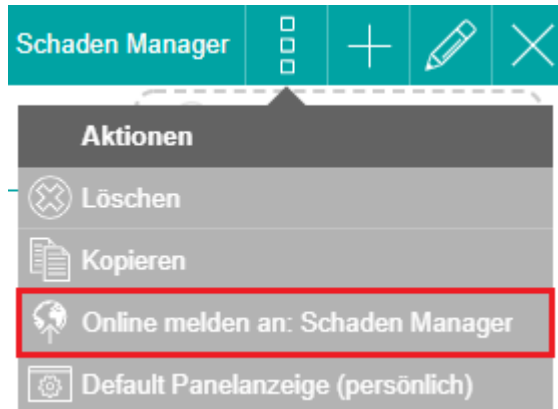 Schaden Manager
Aktionen
Löschen
Kopieren
Online melden an: Schaden Manager
Default Panelanzeige (persönlich)